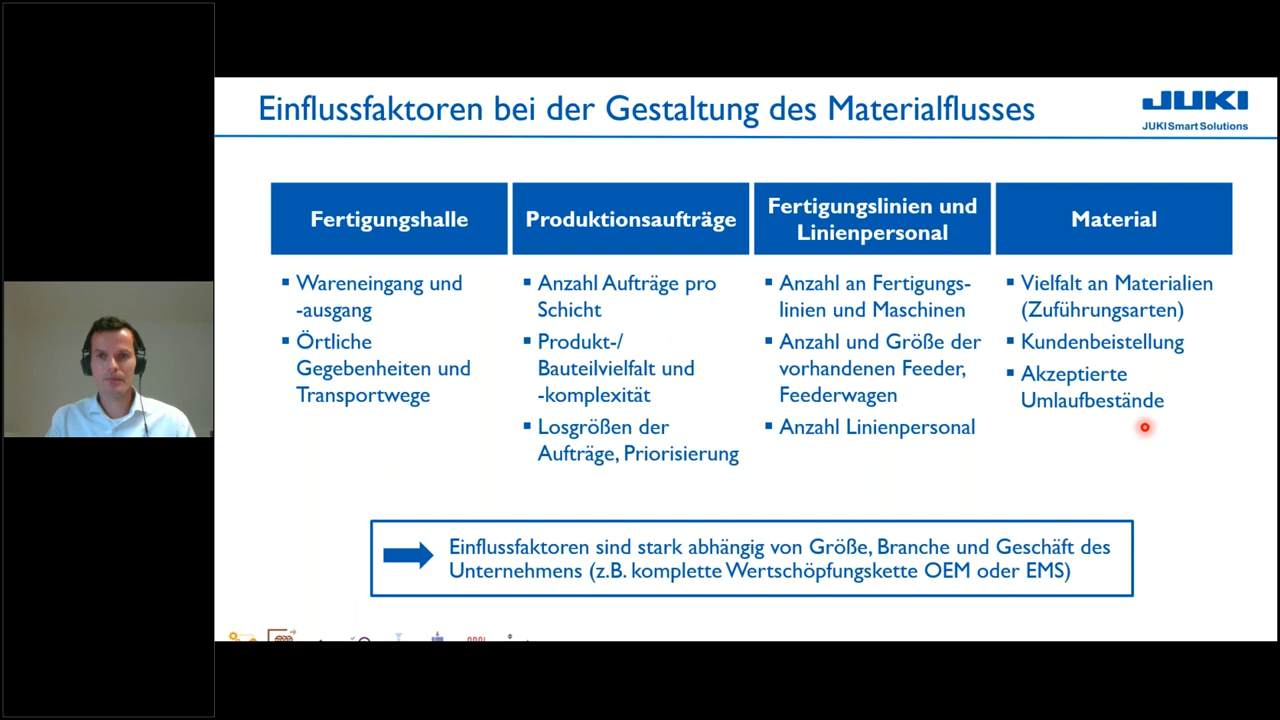 Einflussfaktoren bei der Gestaltung des Materialflusses
JUKI
JUKI Smart Solutions
Fertigungshalle
Wareneingang und
-ausgang
Örtliche
Gegebenheiten und
Transportwege
Produktionsaufträge
Anzahl Aufträge pro
Schicht
Produkt-/
Bauteilvielfalt und
-komplexität
Losgrößen der
Aufträge, Priorisierung
Fertigungslinien und
Linienpersonal
Anzahl an Fertigungs-
linien und Maschinen
Anzahl und Größe der
vorhandenen Feeder,
Feederwagen
Anzahl Linienpersonal
Material
Vielfalt an Materialien
(Zuführungsarten)
Kundenbeistellung
Akzeptierte
Umlaufbestände
Einflussfaktoren sind stark abhängig von Größe, Branche und Geschäft des
Unternehmens (z.B. komplette Wertschöpfungskette OEM oder EMS)